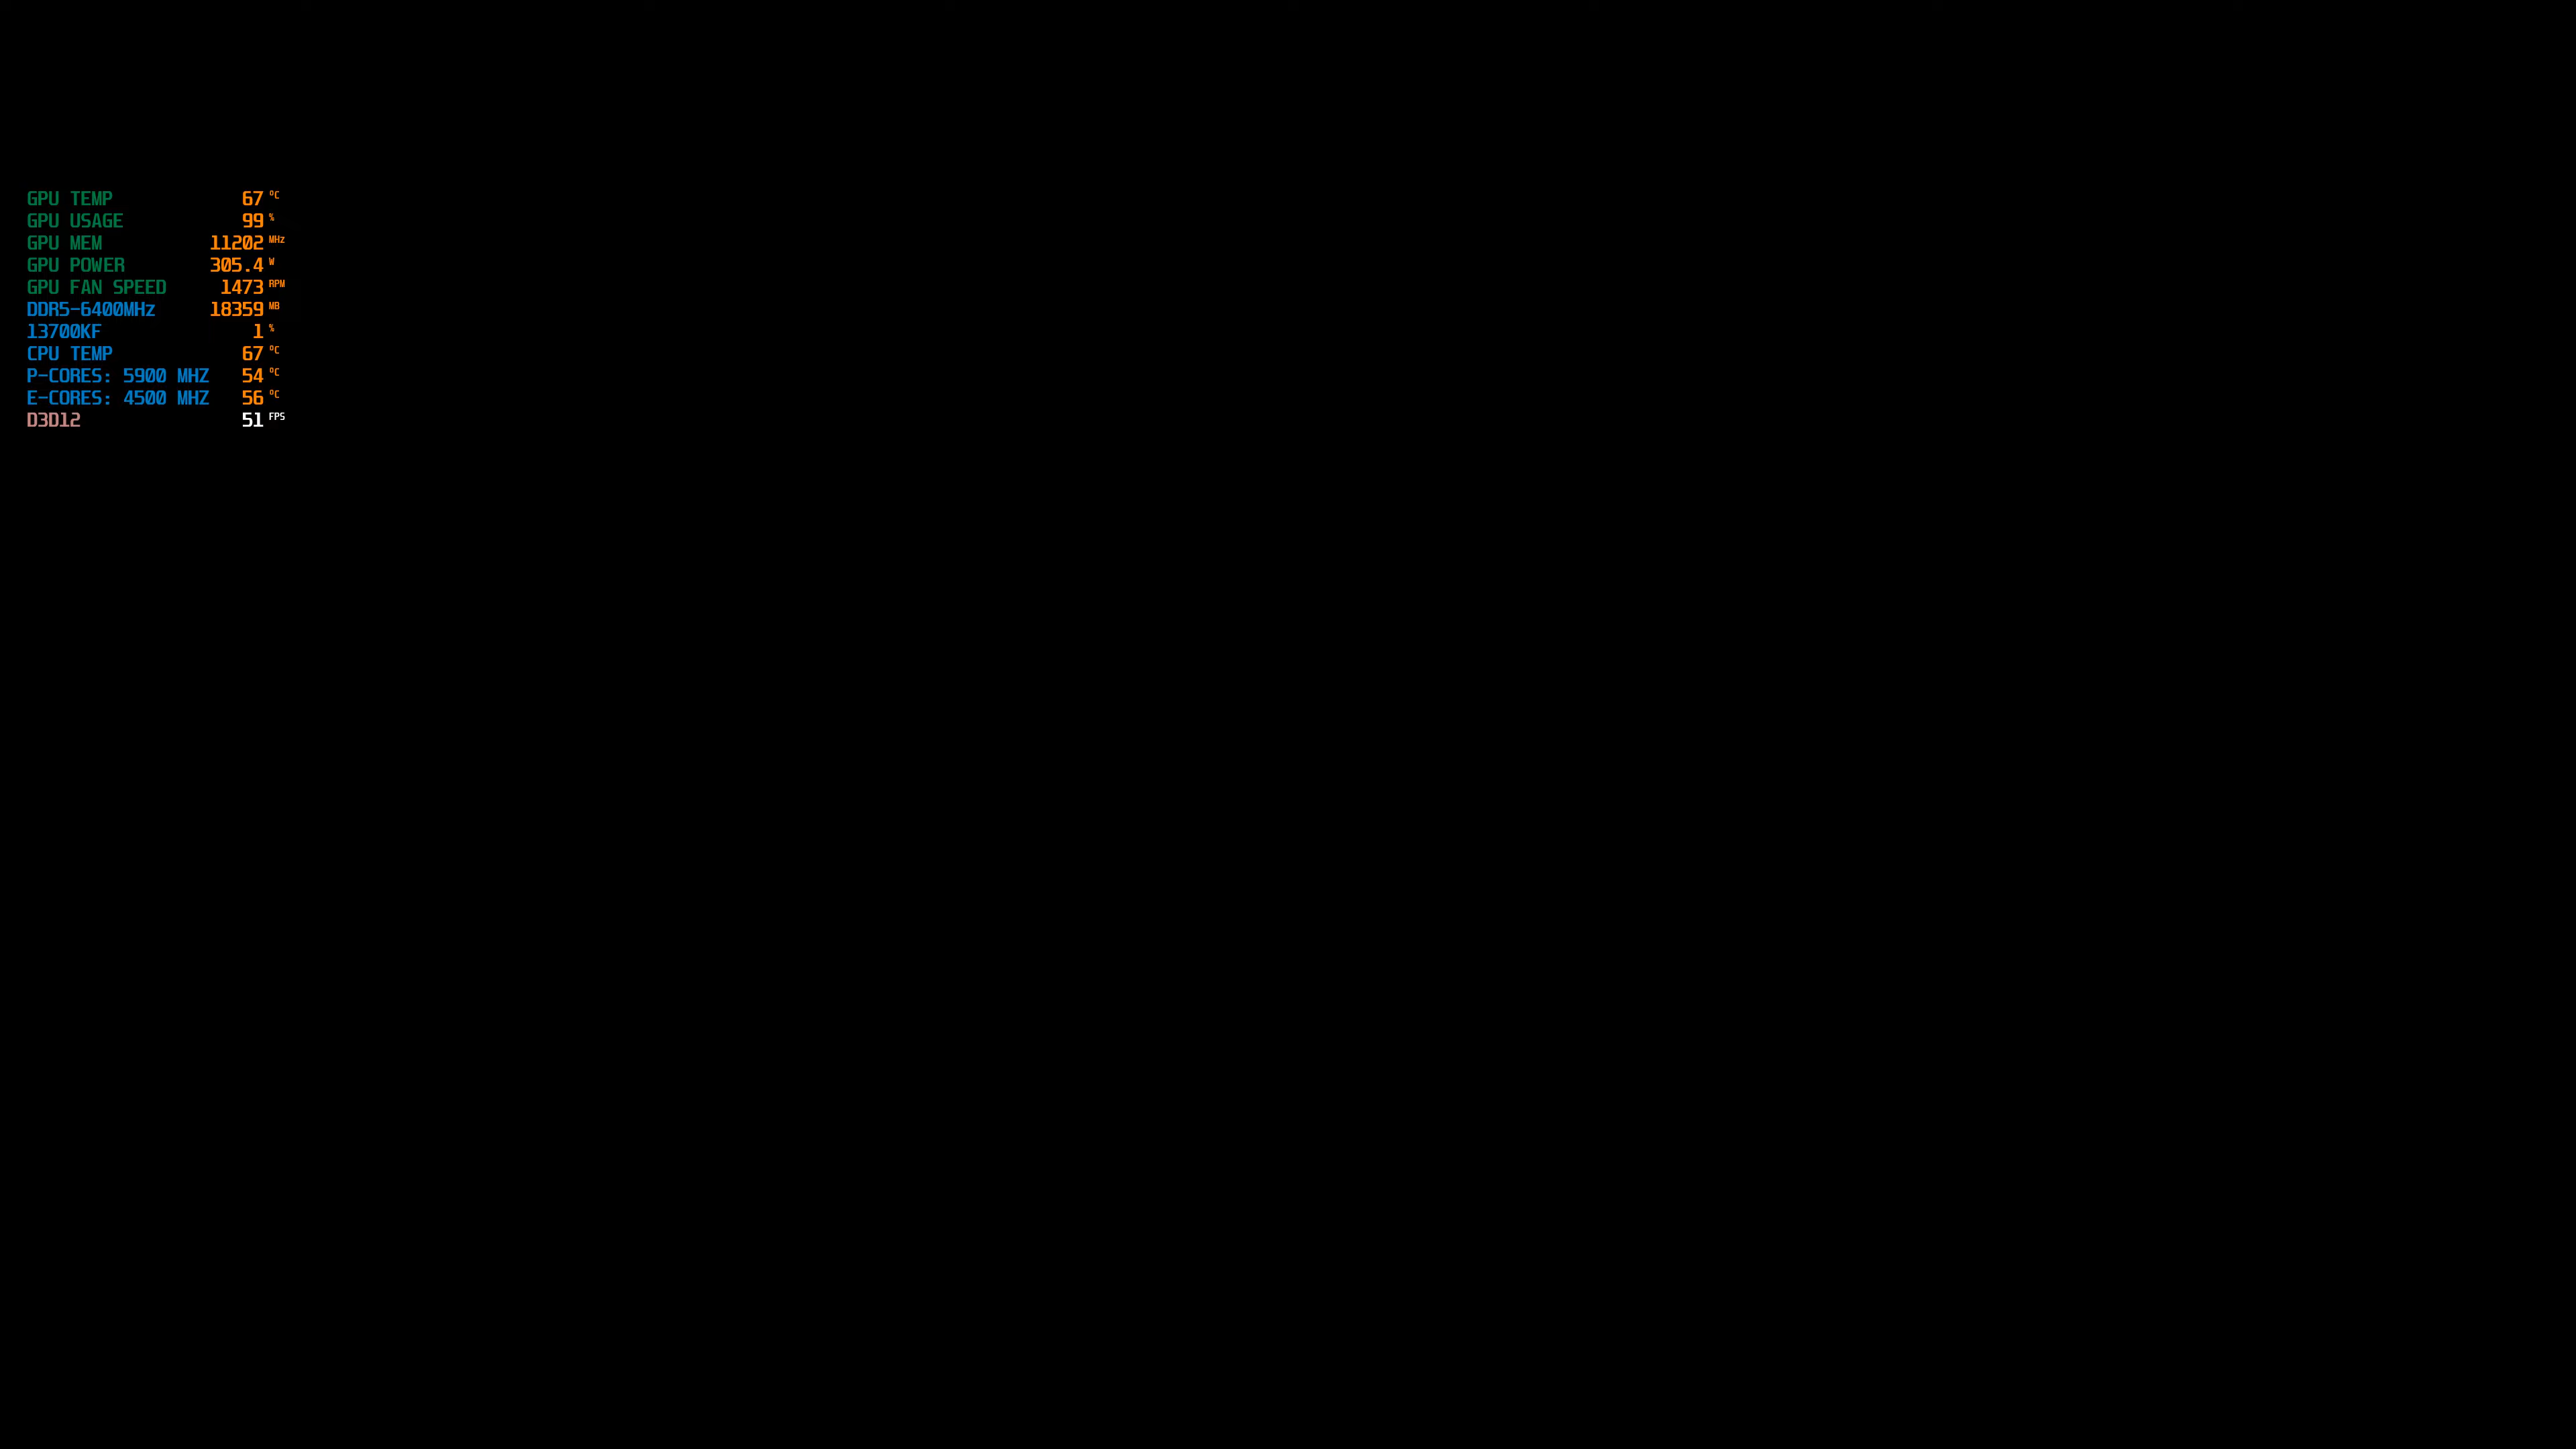 GPU TEMP 67 °C
GPU USAGE 99 %
GPU MEM 11202 MHz
GPU POWER 305.4 W
GPU FAN SPEED 1473 RPM
DDR5-6400MHz 18359 MB
13700KF 1 %
CPU TEMP 67 °C
P-CORES: 5900 MHZ 54 °C
E-CORES: 4500 MHZ 56 °C
D3D12 51 FPS